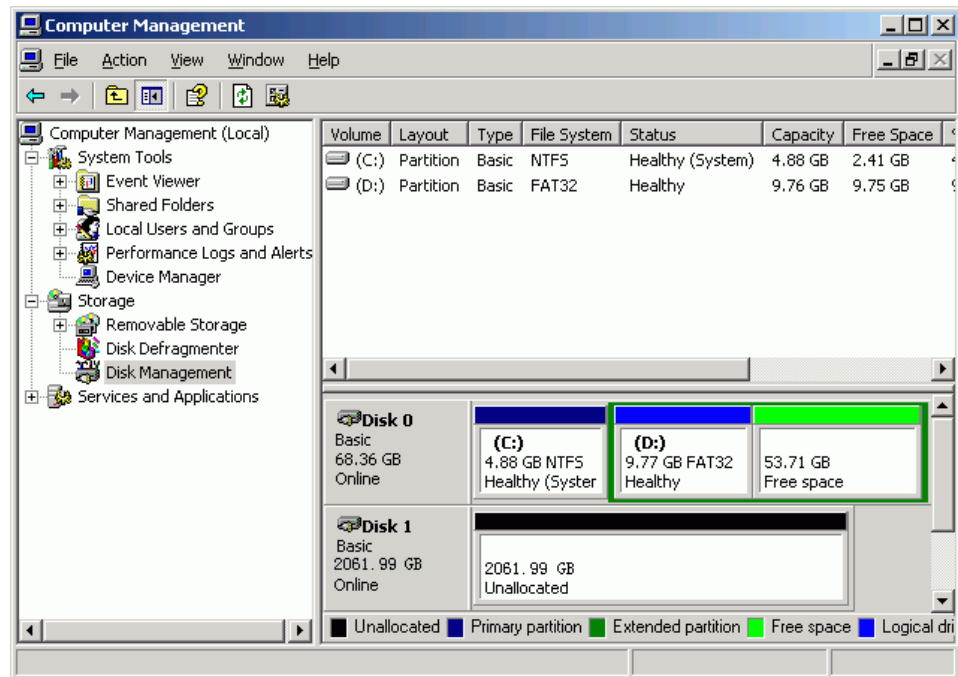 Computer Management
File Action View Window Help
Computer Management (Local)
System Tools
Event Viewer
Shared Folders
Local Users and Groups
Performance Logs and Alerts
Device Manager
Storage
Removable Storage
Disk Defragmenter
Disk Management
Services and Applications
Volume Layout Type File System Status Capacity Free Space
(C:) Partition Basic NTFS Healthy (System) 4.88 GB 2.41 GB
(D:) Partition Basic FAT32 Healthy 9.76 GB 9.75 GB
Disk 0
Basic
68.36 GB
Online
(C:)
4.88 GB NTFS
Healthy (Syster
(D:)
9.77 GB FAT32
Healthy
53.71 GB
Free space
Disk 1
Basic
2061.99 GB
Online
2061.99 GB
Unallocated
Unallocated Primary partition Extended partition Free space Logical dri